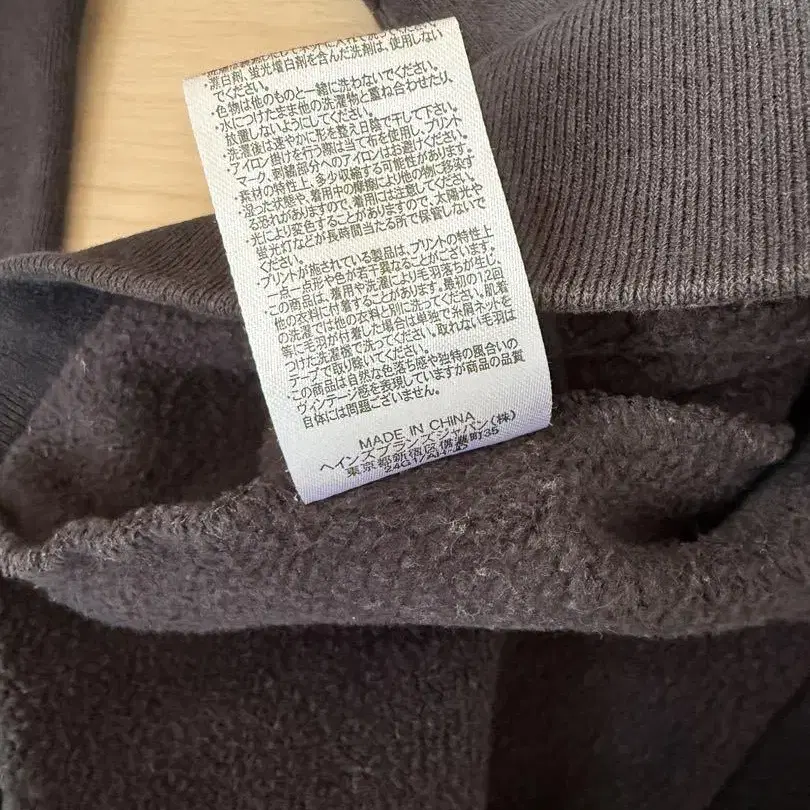 ・漂白剤、蛍光増白剤を含んだ洗剤は、使用しない
でください。
・色物は他のものと一緒に洗わないでください。
・水につけたまま他の洗濯物と重ね合わせたり、
放置しないようにしてください。
・洗濯後は速やかに形を整え日陰で干して下さい。
・アイロン掛けを行う際は当て布を使用し、プリント
マーク、刺繍部分へのアイロンはお避けください。
・素材の特性上、多少収縮する可能性があります。
・湿った状態や、着用中の摩擦により他の物に移染す
る恐れがありますので、着用には注意してください。
・光により変色することがありますので、太陽光や
蛍光灯などが長時間当たる所で保管しないで
ください。
・プリントが施されている製品は、プリントの特性上
一点一点形や色が若干異なることがございます。
・この商品は、着用や洗濯により毛羽落ちが生じ、
他の衣料に付着することがあります。最初の1,2回
の洗濯では他の衣料と別に洗ってください。肌着
等に毛羽が付着した場合は単独で糸屑ネットを
つけた洗濯機で洗ってください。取れない毛羽は
テープで取り除いてください。
・この商品は自然な色落ち感や独特の風合いの
ヴィンテージ感を表現していますが商品の品質
自体には問題ございません。
MADE IN CHINA
ヘインズブランズジャパン(株)
東京都新宿区信濃町35